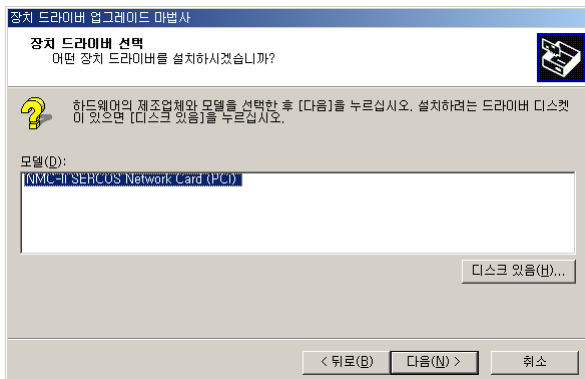 장치 드라이버 업그레이드 마법사
장치 드라이버 선택
어떤 장치 드라이버를 설치하시겠습니까?
하드웨어의 제조업체와 모델을 선택한 후 [다음]을 누르십시오. 설치하려는 드라이버 디스켓
이 있으면 [디스크 있음]을 누르십시오.
모델(D):
NMC-II SERCOS Network Card (PCI)
디스크 있음(H)...
< 뒤로(B)
다음(N) >
취소